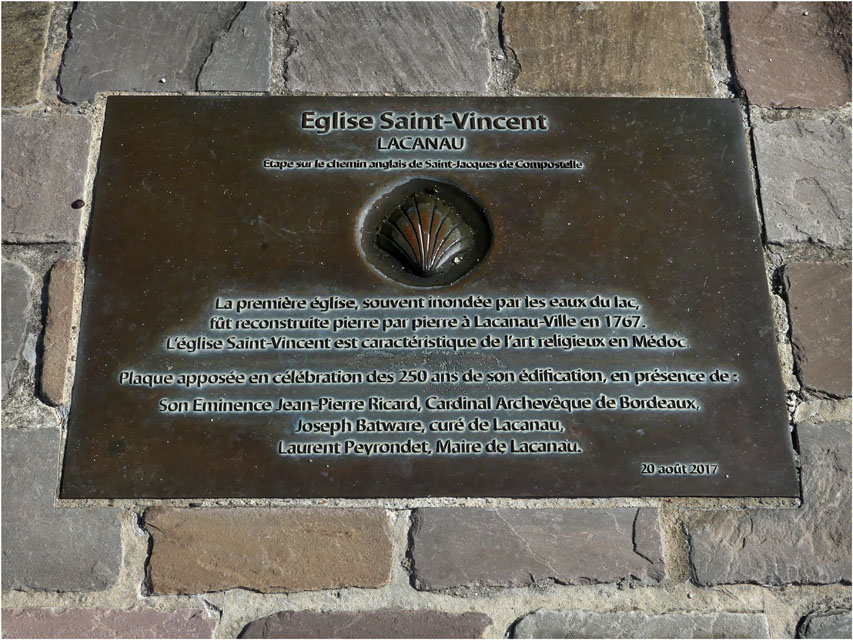 Eglise Saint-Vincent
LACANAU
Etape sur le chemin anglais de Saint-Jacques de Compostelle
La première église, souvent inondée par les eaux du lac,
fût reconstruite pierre par pierre à Lacanau-Ville en 1767.
L'église Saint-Vincent est caractéristique de l'art religieux en Médoc.
Plaque apposée en célébration des 250 ans de son édification, en présence de :
Son Eminence Jean-Pierre Ricard, Cardinal Archevêque de Bordeaux,
Joseph Batware, curé de Lacanau,
Laurent Peyrondet, Maire de Lacanau.
20 août 2017